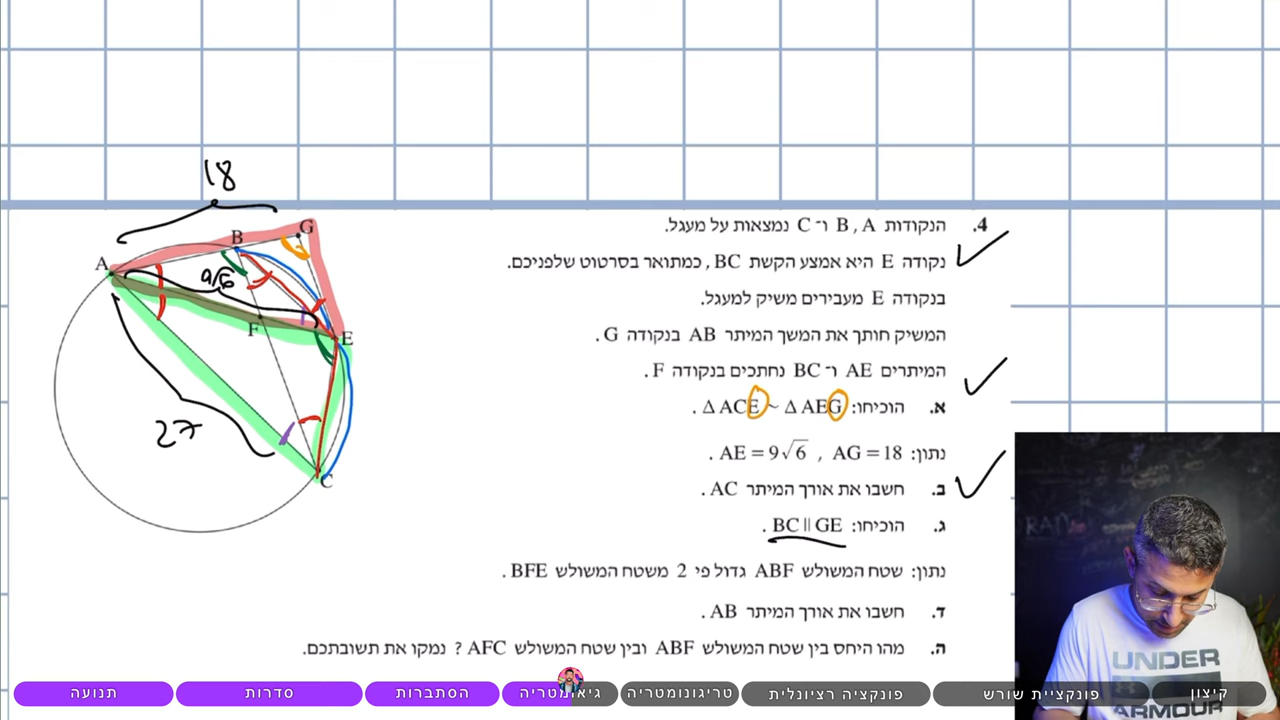 18
G
B
A
9√6
F
E
27
C
4. הנקודות A, B ו־ C נמצאות על מעגל.
נקודה E היא אמצע הקשת BC, כמתואר בסרטוט שלפניכם.
בנקודה E מעבירים משיק למעגל.
המשיק חותך את המשך המיתר AB בנקודה G.
המיתרים AE ו־ BC נחתכים בנקודה F.
א. הוכיחו: ΔACE ~ ΔAEG.
נתון: AE = 9√6 , AG = 18.
ב. חשבו את אורך המיתר AC.
ג. הוכיחו: BC || GE.
נתון: שטח המשולש ABF גדול פי 2 משטח המשולש BFE.
ד. חשבו את אורך המיתר AB.
ה. מהו היחס בין שטח המשולש ABF ובין שטח המשולש AFC? נמקו את תשובתכם.
UNDER
ARMOUR
קיצון
פונקציית שורש
פונקציה רציונלית
טריגונומטריה
גיאומטריה
הסתברות
סדרות
תנועה